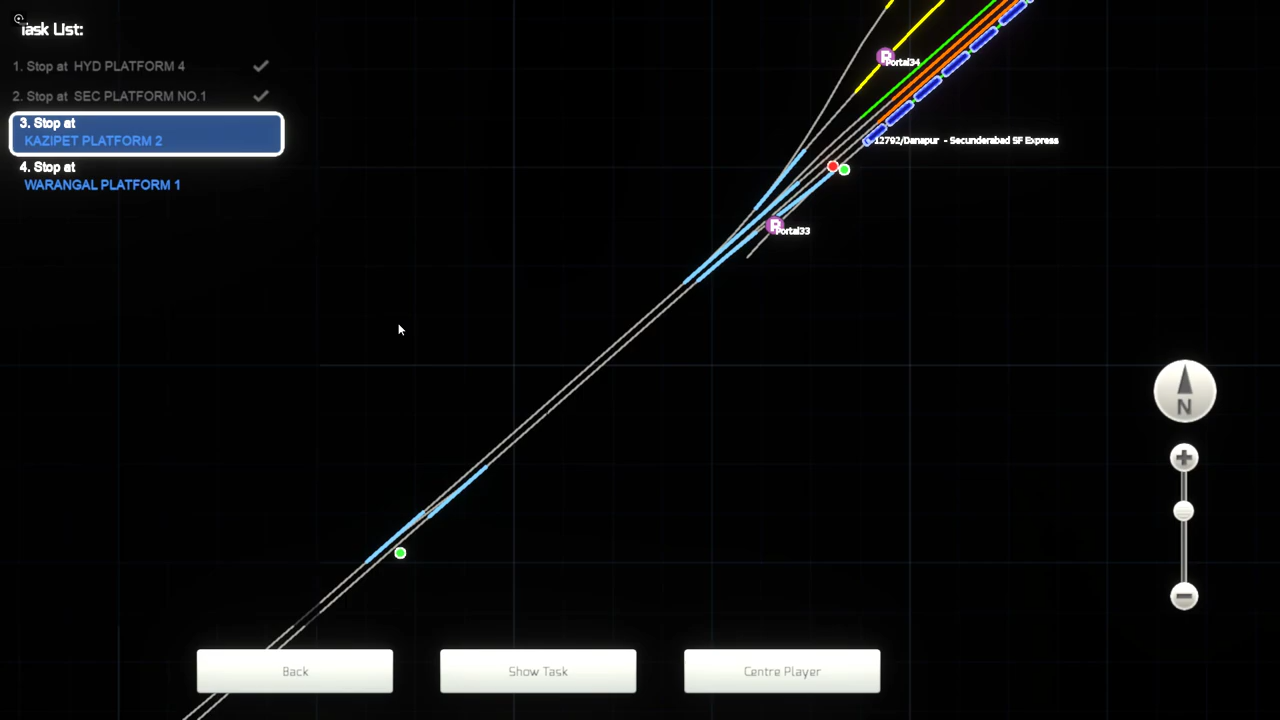 Task List:
1. Stop at HYD PLATFORM 4
2. Stop at SEC PLATFORM NO.1
3. Stop at
KAZIPET PLATFORM 2
4. Stop at
WARANGAL PLATFORM 1
P
Portal34
12792/Danapur - Secunderabad SF Express
P
Portal33
N
Back
Show Task
Centre Player